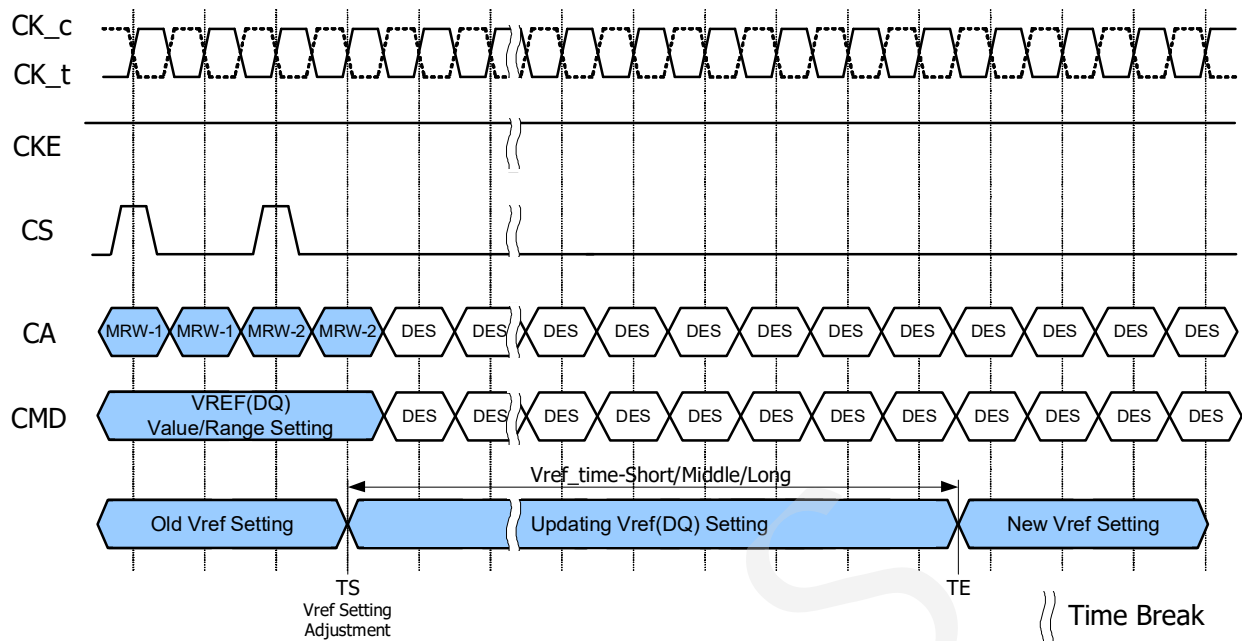 CK_c
CK_t
CKE
CS
CA
MRW-1 MRW-1 MRW-2 MRW-2 DES DES DES DES DES DES DES DES DES DES DES DES
CMD
VREF(DQ)
Value/Range Setting
DES DES DES DES DES DES DES DES DES DES DES DES
Vref_time-Short/Middle/Long
Old Vref Setting
Updating Vref(DQ) Setting
New Vref Setting
TS
Vref Setting
Adjustment
TE
Time Break